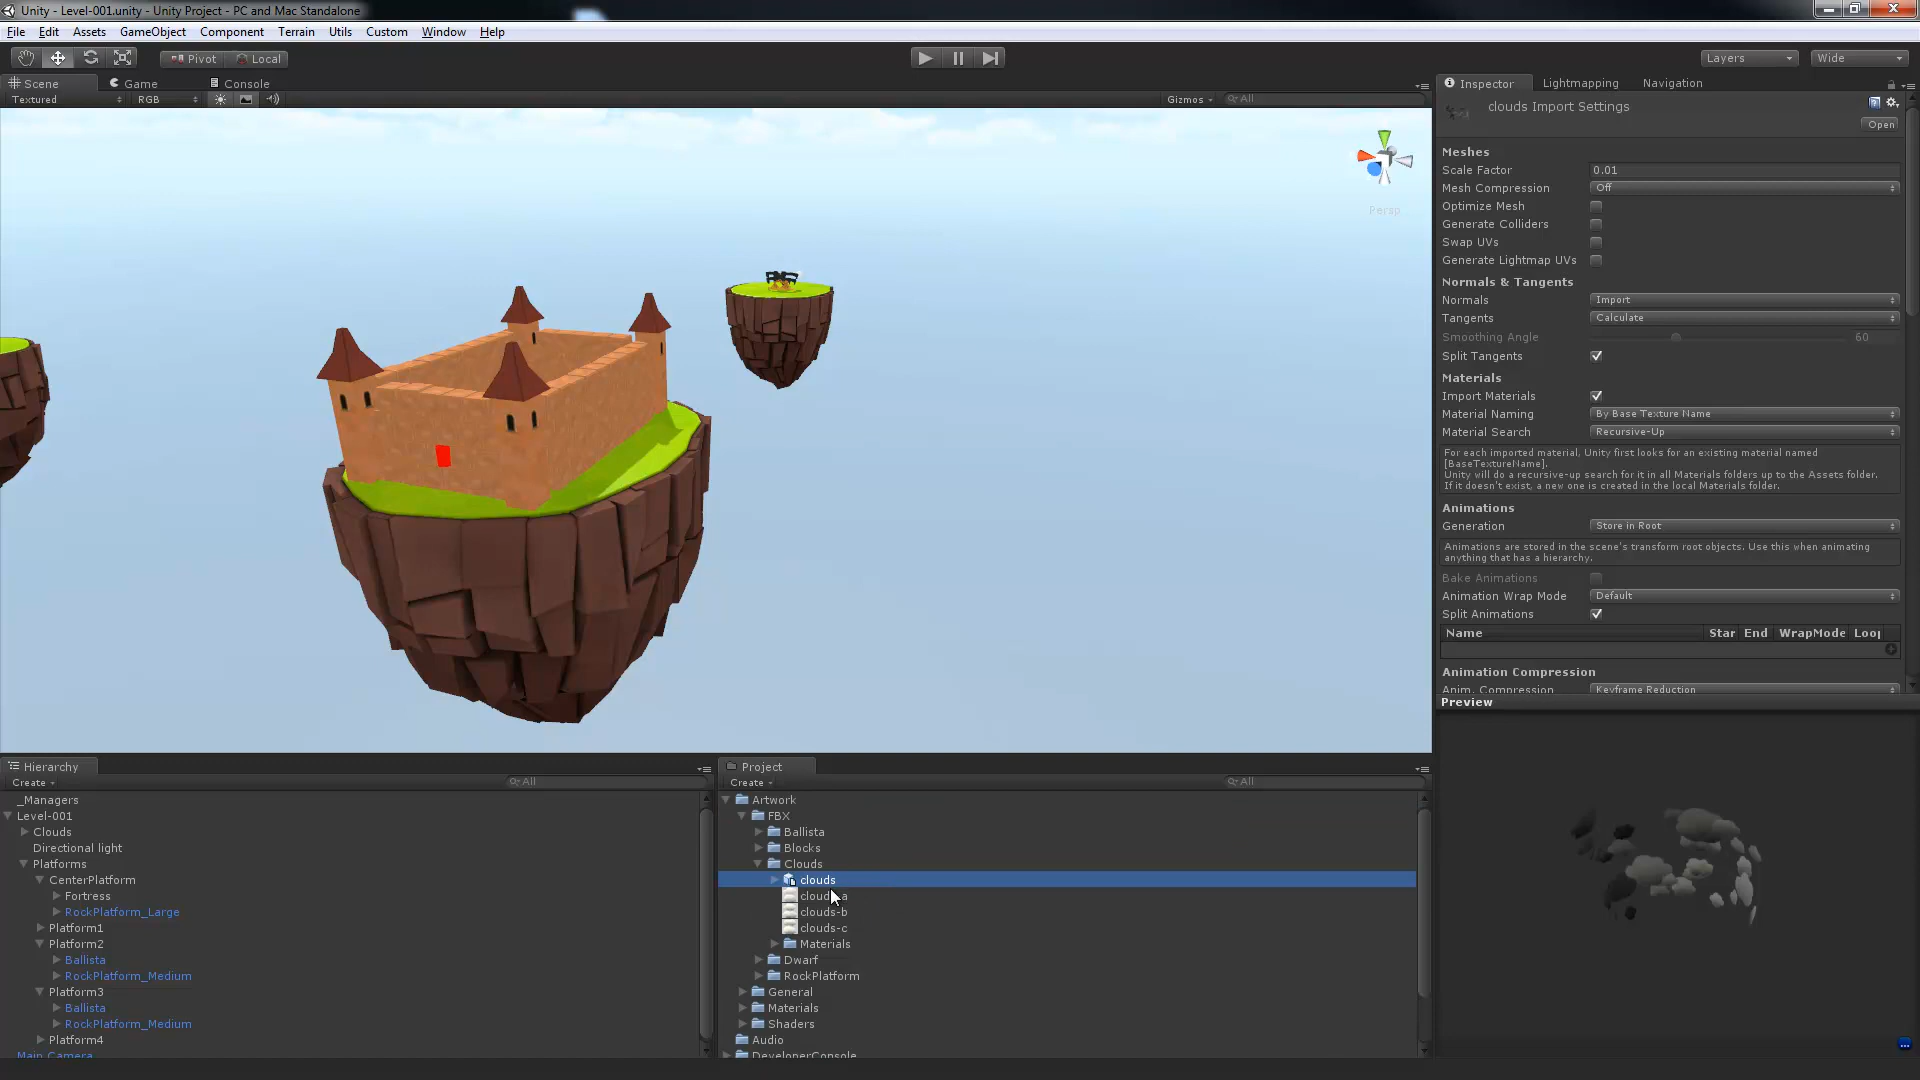 Unity - Level-001.unity - Unity Project - PC and Mac Standalone
File Edit Assets GameObject Component Terrain Utils Custom Window Help
Pivot Local
Layers Wide
Scene Game Console
Textured RGB Gizmos All
Persp
Inspector Lightmapping Navigation
clouds Import Settings
Open
Meshes
Scale Factor 0.01
Mesh Compression Off
Optimize Mesh
Generate Colliders
Swap UVs
Generate Lightmap UVs
Normals & Tangents
Normals Import
Tangents Calculate
Smoothing Angle 60
Split Tangents
Materials
Import Materials
Material Naming By Base Texture Name
Material Search Recursive-Up
For each imported material, Unity first looks for an existing material named
[BaseTextureName].
Unity will do a recursive-up search for it in all Materials folders up to the Assets folder.
If it doesn't exist, a new one is created in the local Materials folder.
Animations
Generation Store in Root
Animations are stored in the scene's transform root objects. Use this when animating
anything that has a hierarchy.
Bake Animations
Animation Wrap Mode Default
Split Animations
Name Star End WrapMode Loo
Animation Compression
Anim. Compression Keyframe Reduction
Preview
Hierarchy
Create All
_Managers
Level-001
Clouds
Directional light
Platforms
CenterPlatform
Fortress
RockPlatform_Large
Platform1
Platform2
Ballista
RockPlatform_Medium
Platform3
Ballista
RockPlatform_Medium
Platform4
Main Camera
Project
Create All
Artwork
FBX
Ballista
Blocks
Clouds
clouds
clouds-b
clouds-c
Materials
Dwarf
RockPlatform
General
Materials
Shaders
Audio
DeveloperConsole